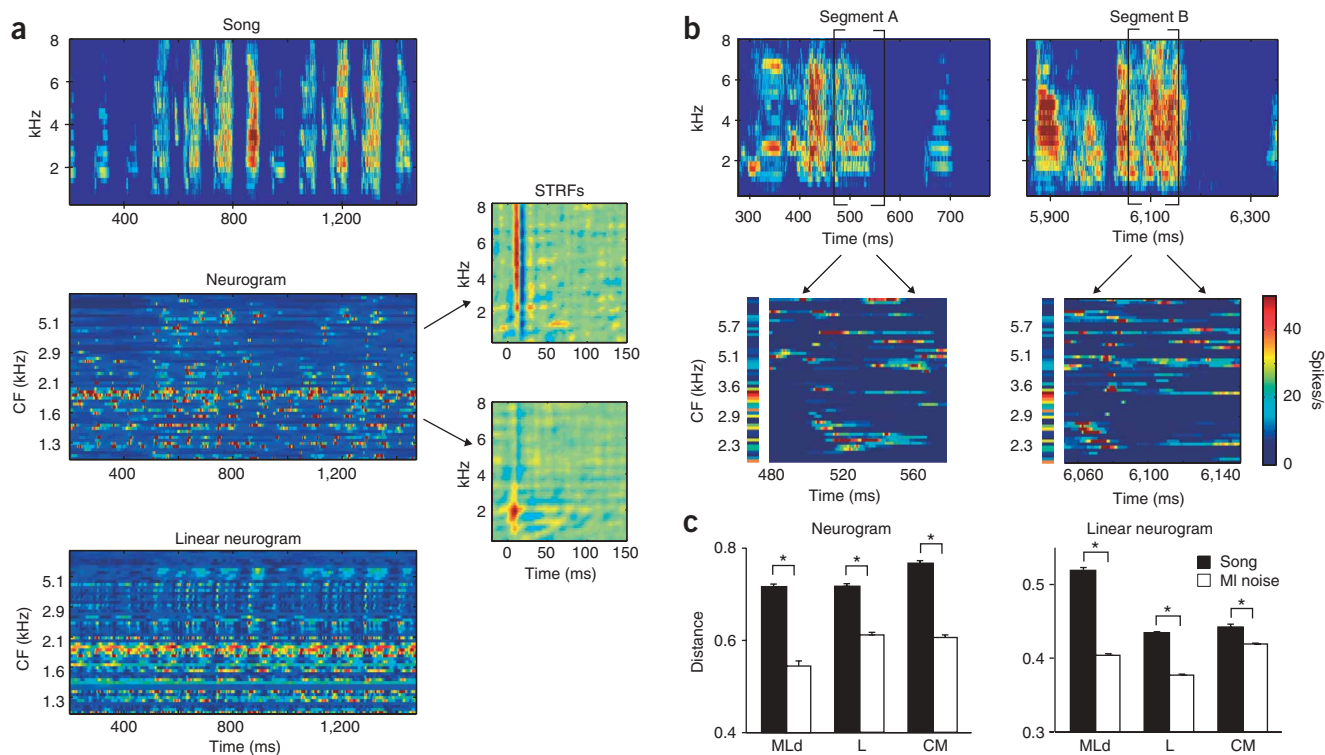 a
Song
8
6
4
2
kHz
400 800 1,200
Neurogram
5.1
2.9
2.1
1.6
1.3
CF (kHz)
400 800 1,200
Linear neurogram
5.1
2.9
2.1
1.6
1.3
CF (kHz)
400 800 1,200
Time (ms)
STRFs
8
6
4
2
kHz
0 50 100 150
8
6
4
2
kHz
0 50 100 150
Time (ms)
b
Segment A
8
6
4
2
kHz
300 400 500 600 700
Time (ms)
Segment B
5,900 6,100 6,300
Time (ms)
5.7
5.1
3.6
2.9
2.3
CF (kHz)
480 520 560
Time (ms)
5.7
5.1
3.6
2.9
2.3
6,060 6,100 6,140
Time (ms)
40
20
0
Spikes/s
c
Neurogram
0.8
0.6
0.4
Distance
* * *
MLd L CM
Linear neurogram
0.5
0.4
0.3
* * *
Song
MI noise
MLd L CM